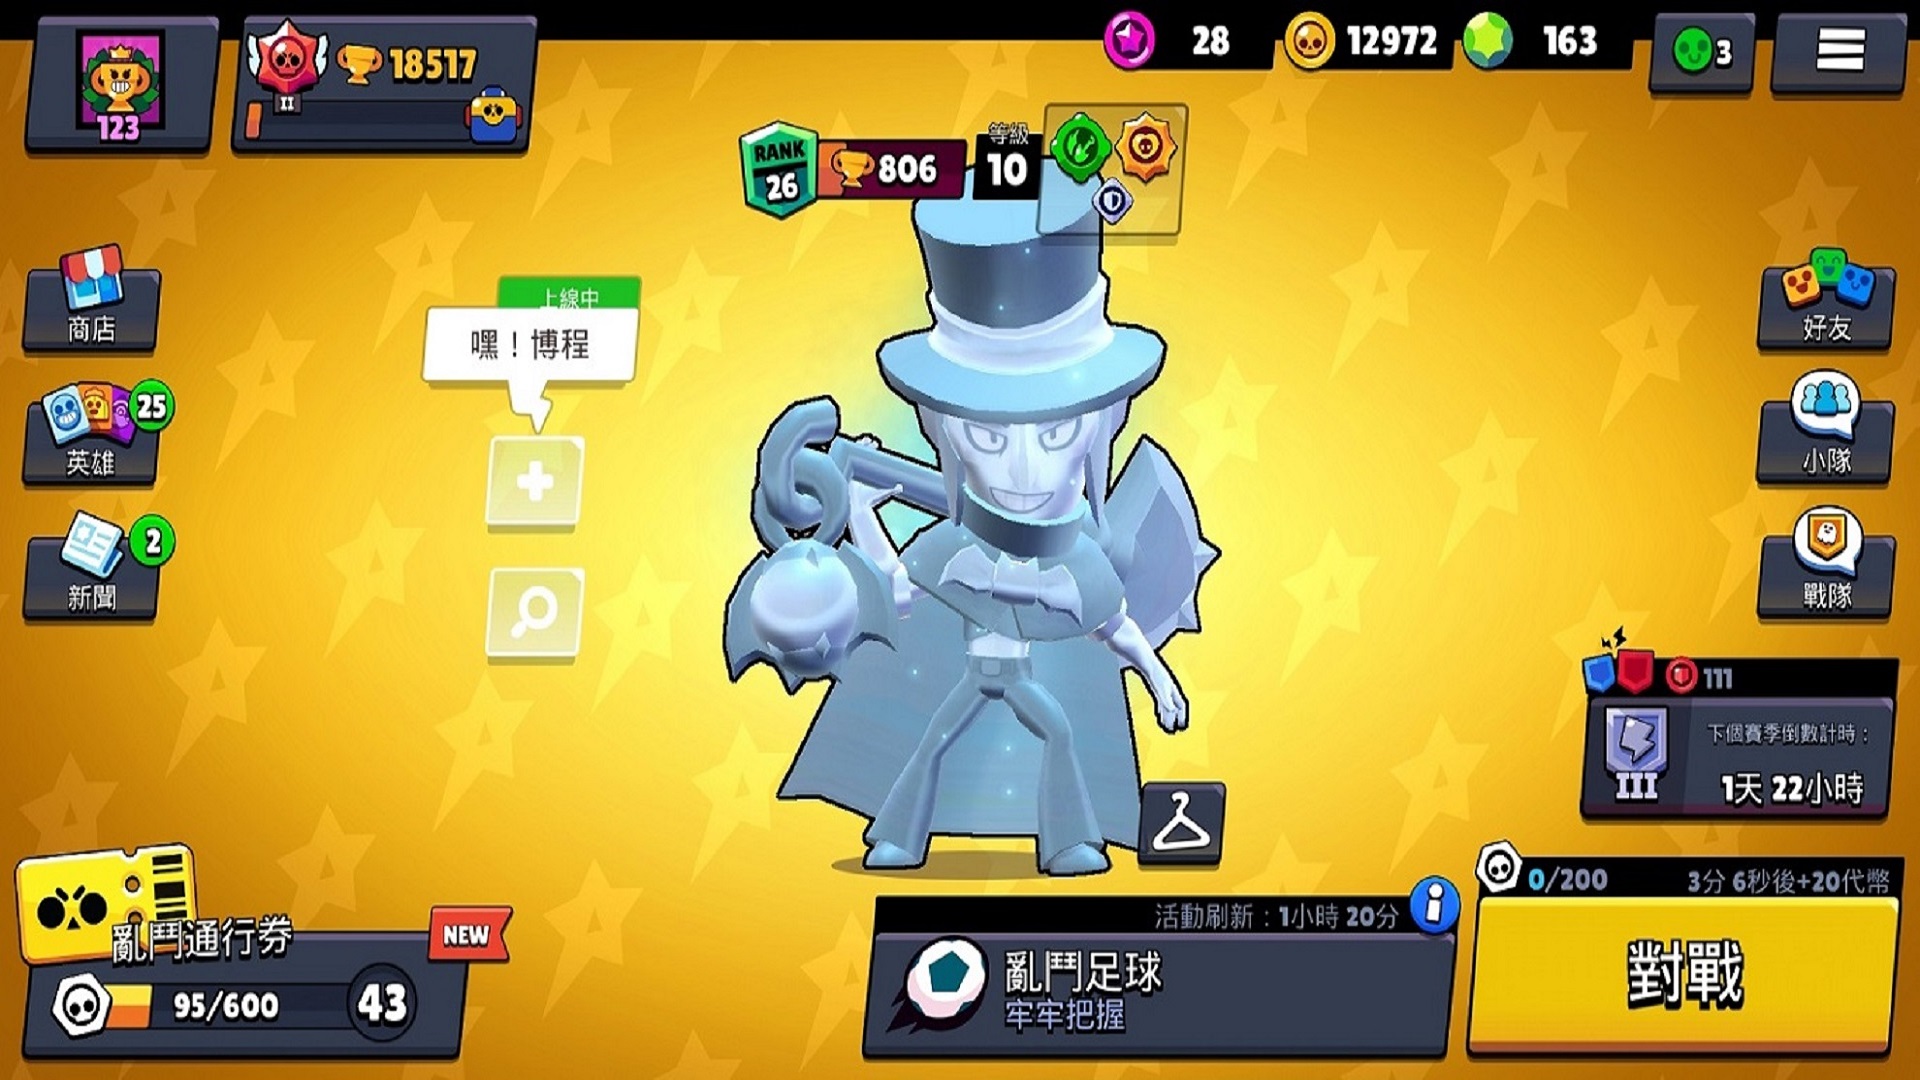 123
18517
II
28
12972
163
3
RANK
26
806
等級
10
商店
25
英雄
2
新聞
上線中
嘿！博程
好友
小隊
戰隊
111
III
下個賽季倒數計時：
1天 22小時
亂鬥通行券
NEW
95/600
43
活動刷新：1小時 20分
亂鬥足球
牢牢把握
0/200
3分 6秒後+20代幣
對戰